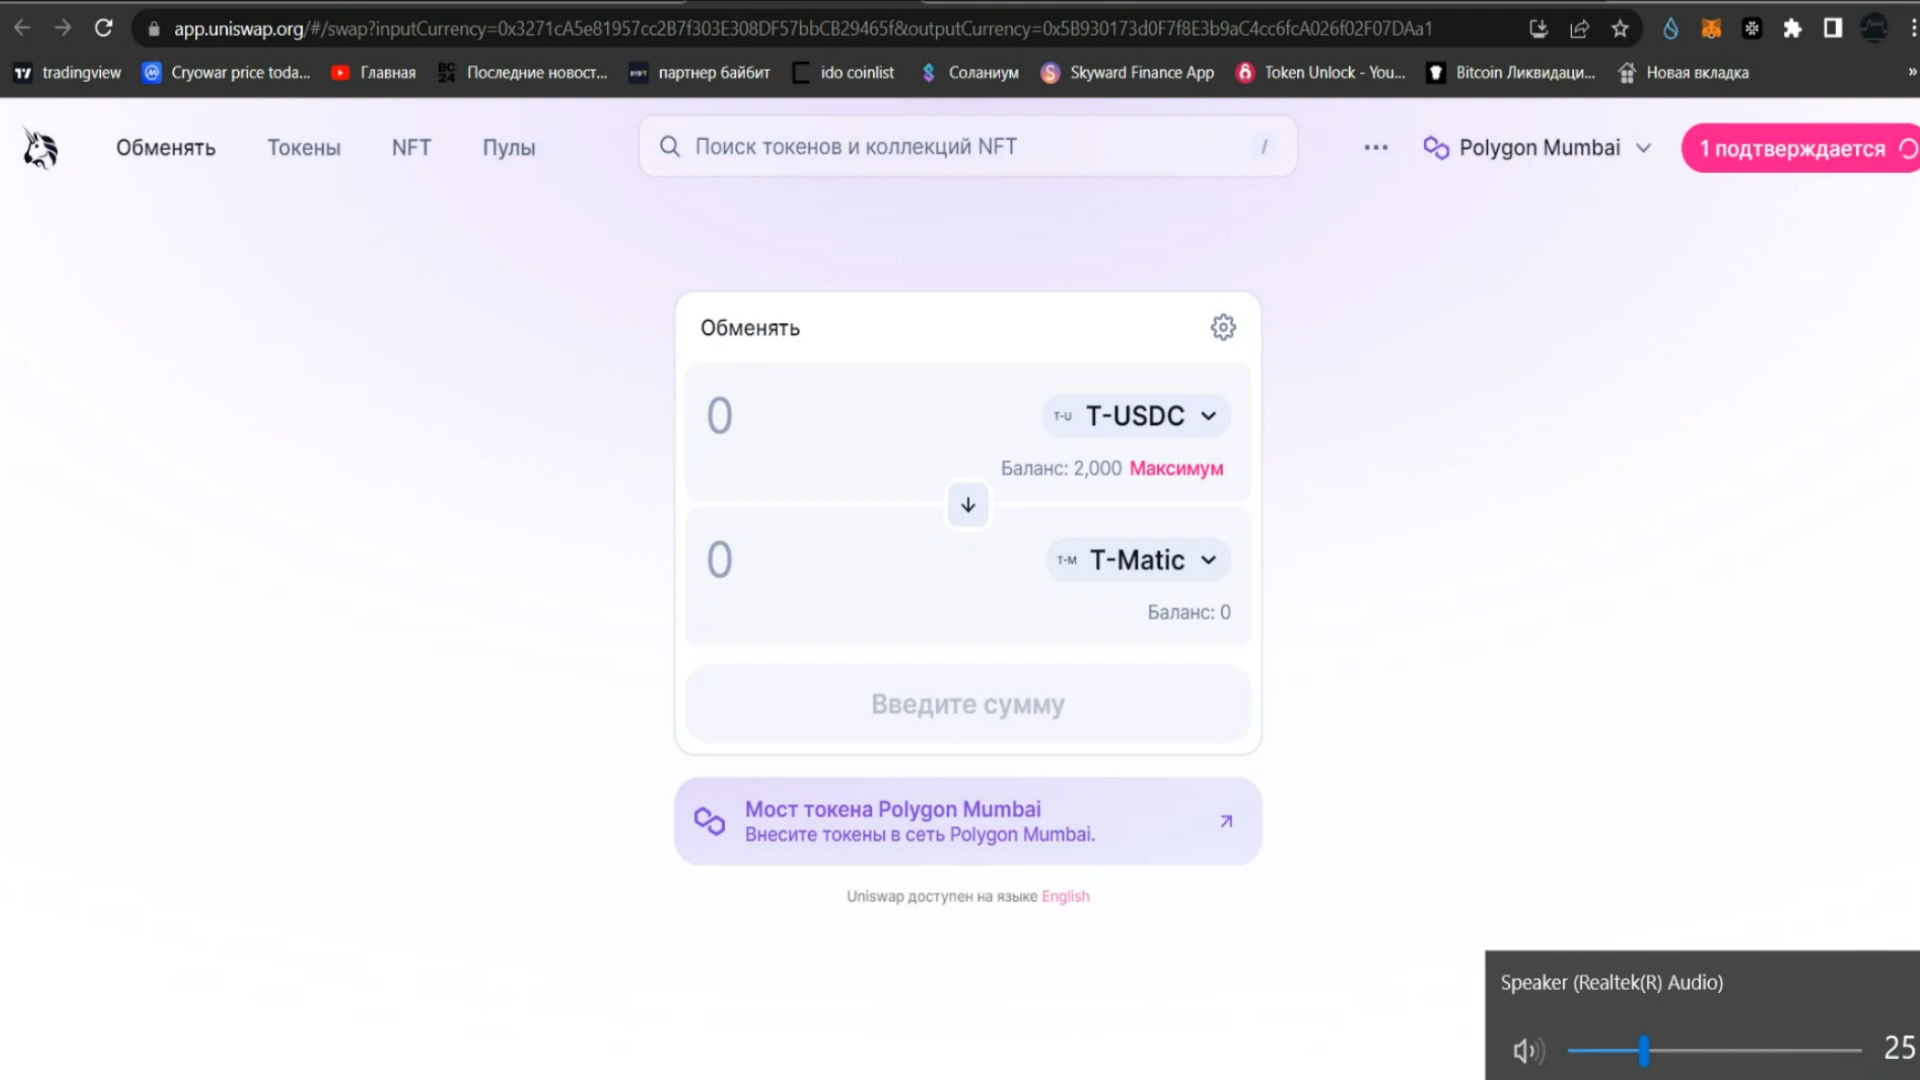 app.uniswap.org/#/swap?inputCurrency=0x3271cA5e81957cc2B7f303E308DF57bbCB29465f&outputCurrency=0x5B930173d0F7f8E3b9aC4cc6fcA026f02F07DAa1
tradingview Cryowar price toda... Главная BC 24 Последние новост... партнер байбит ido coinlist Соланиум Skyward Finance App Token Unlock - You... Bitcoin Ликвидаци... Новая вкладка »
Обменять Токены NFT Пулы Поиск токенов и коллекций NFT / Polygon Mumbai 1 подтверждается
Обменять
0 T-U T-USDC
Баланс: 2,000 Максимум
0 T-M T-Matic
Баланс: 0
Введите сумму
Мост токена Polygon Mumbai
Внесите токены в сеть Polygon Mumbai.
Uniswap доступен на языке English
Speaker (Realtek(R) Audio)
25